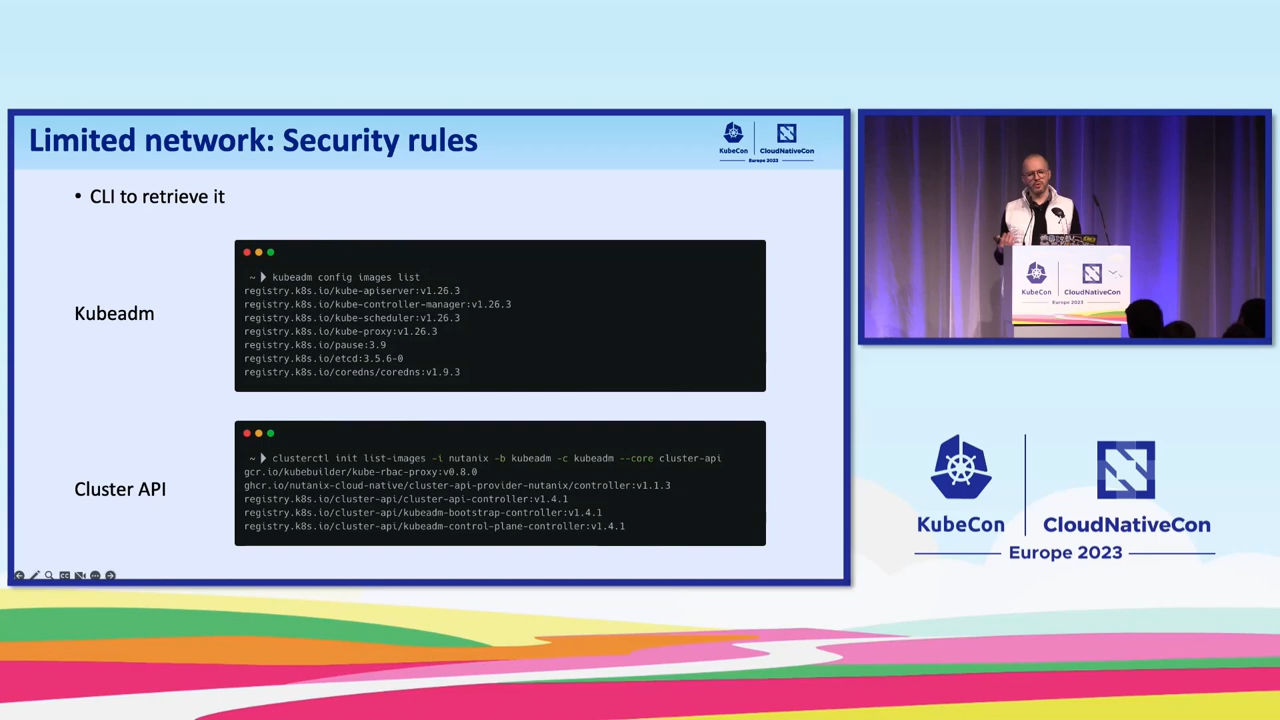 Limited network: Security rules
KubeCon
CloudNativeCon
Europe 2023
• CLI to retrieve it
Kubeadm
~ ❯ kubeadm config images list
registry.k8s.io/kube-apiserver:v1.26.3
registry.k8s.io/kube-controller-manager:v1.26.3
registry.k8s.io/kube-scheduler:v1.26.3
registry.k8s.io/kube-proxy:v1.26.3
registry.k8s.io/pause:3.9
registry.k8s.io/etcd:3.5.6-0
registry.k8s.io/coredns/coredns:v1.9.3
Cluster API
~ ❯ clusterctl init list-images -i nutanix -b kubeadm -c kubeadm --core cluster-api
gcr.io/kubebuilder/kube-rbac-proxy:v0.8.0
ghcr.io/nutanix-cloud-native/cluster-api-provider-nutanix/controller:v1.1.3
registry.k8s.io/cluster-api/cluster-api-controller:v1.4.1
registry.k8s.io/cluster-api/kubeadm-bootstrap-controller:v1.4.1
registry.k8s.io/cluster-api/kubeadm-control-plane-controller:v1.4.1
KubeCon
CloudNativeCon
Europe 2023
KubeCon
CloudNativeCon
Europe 2023